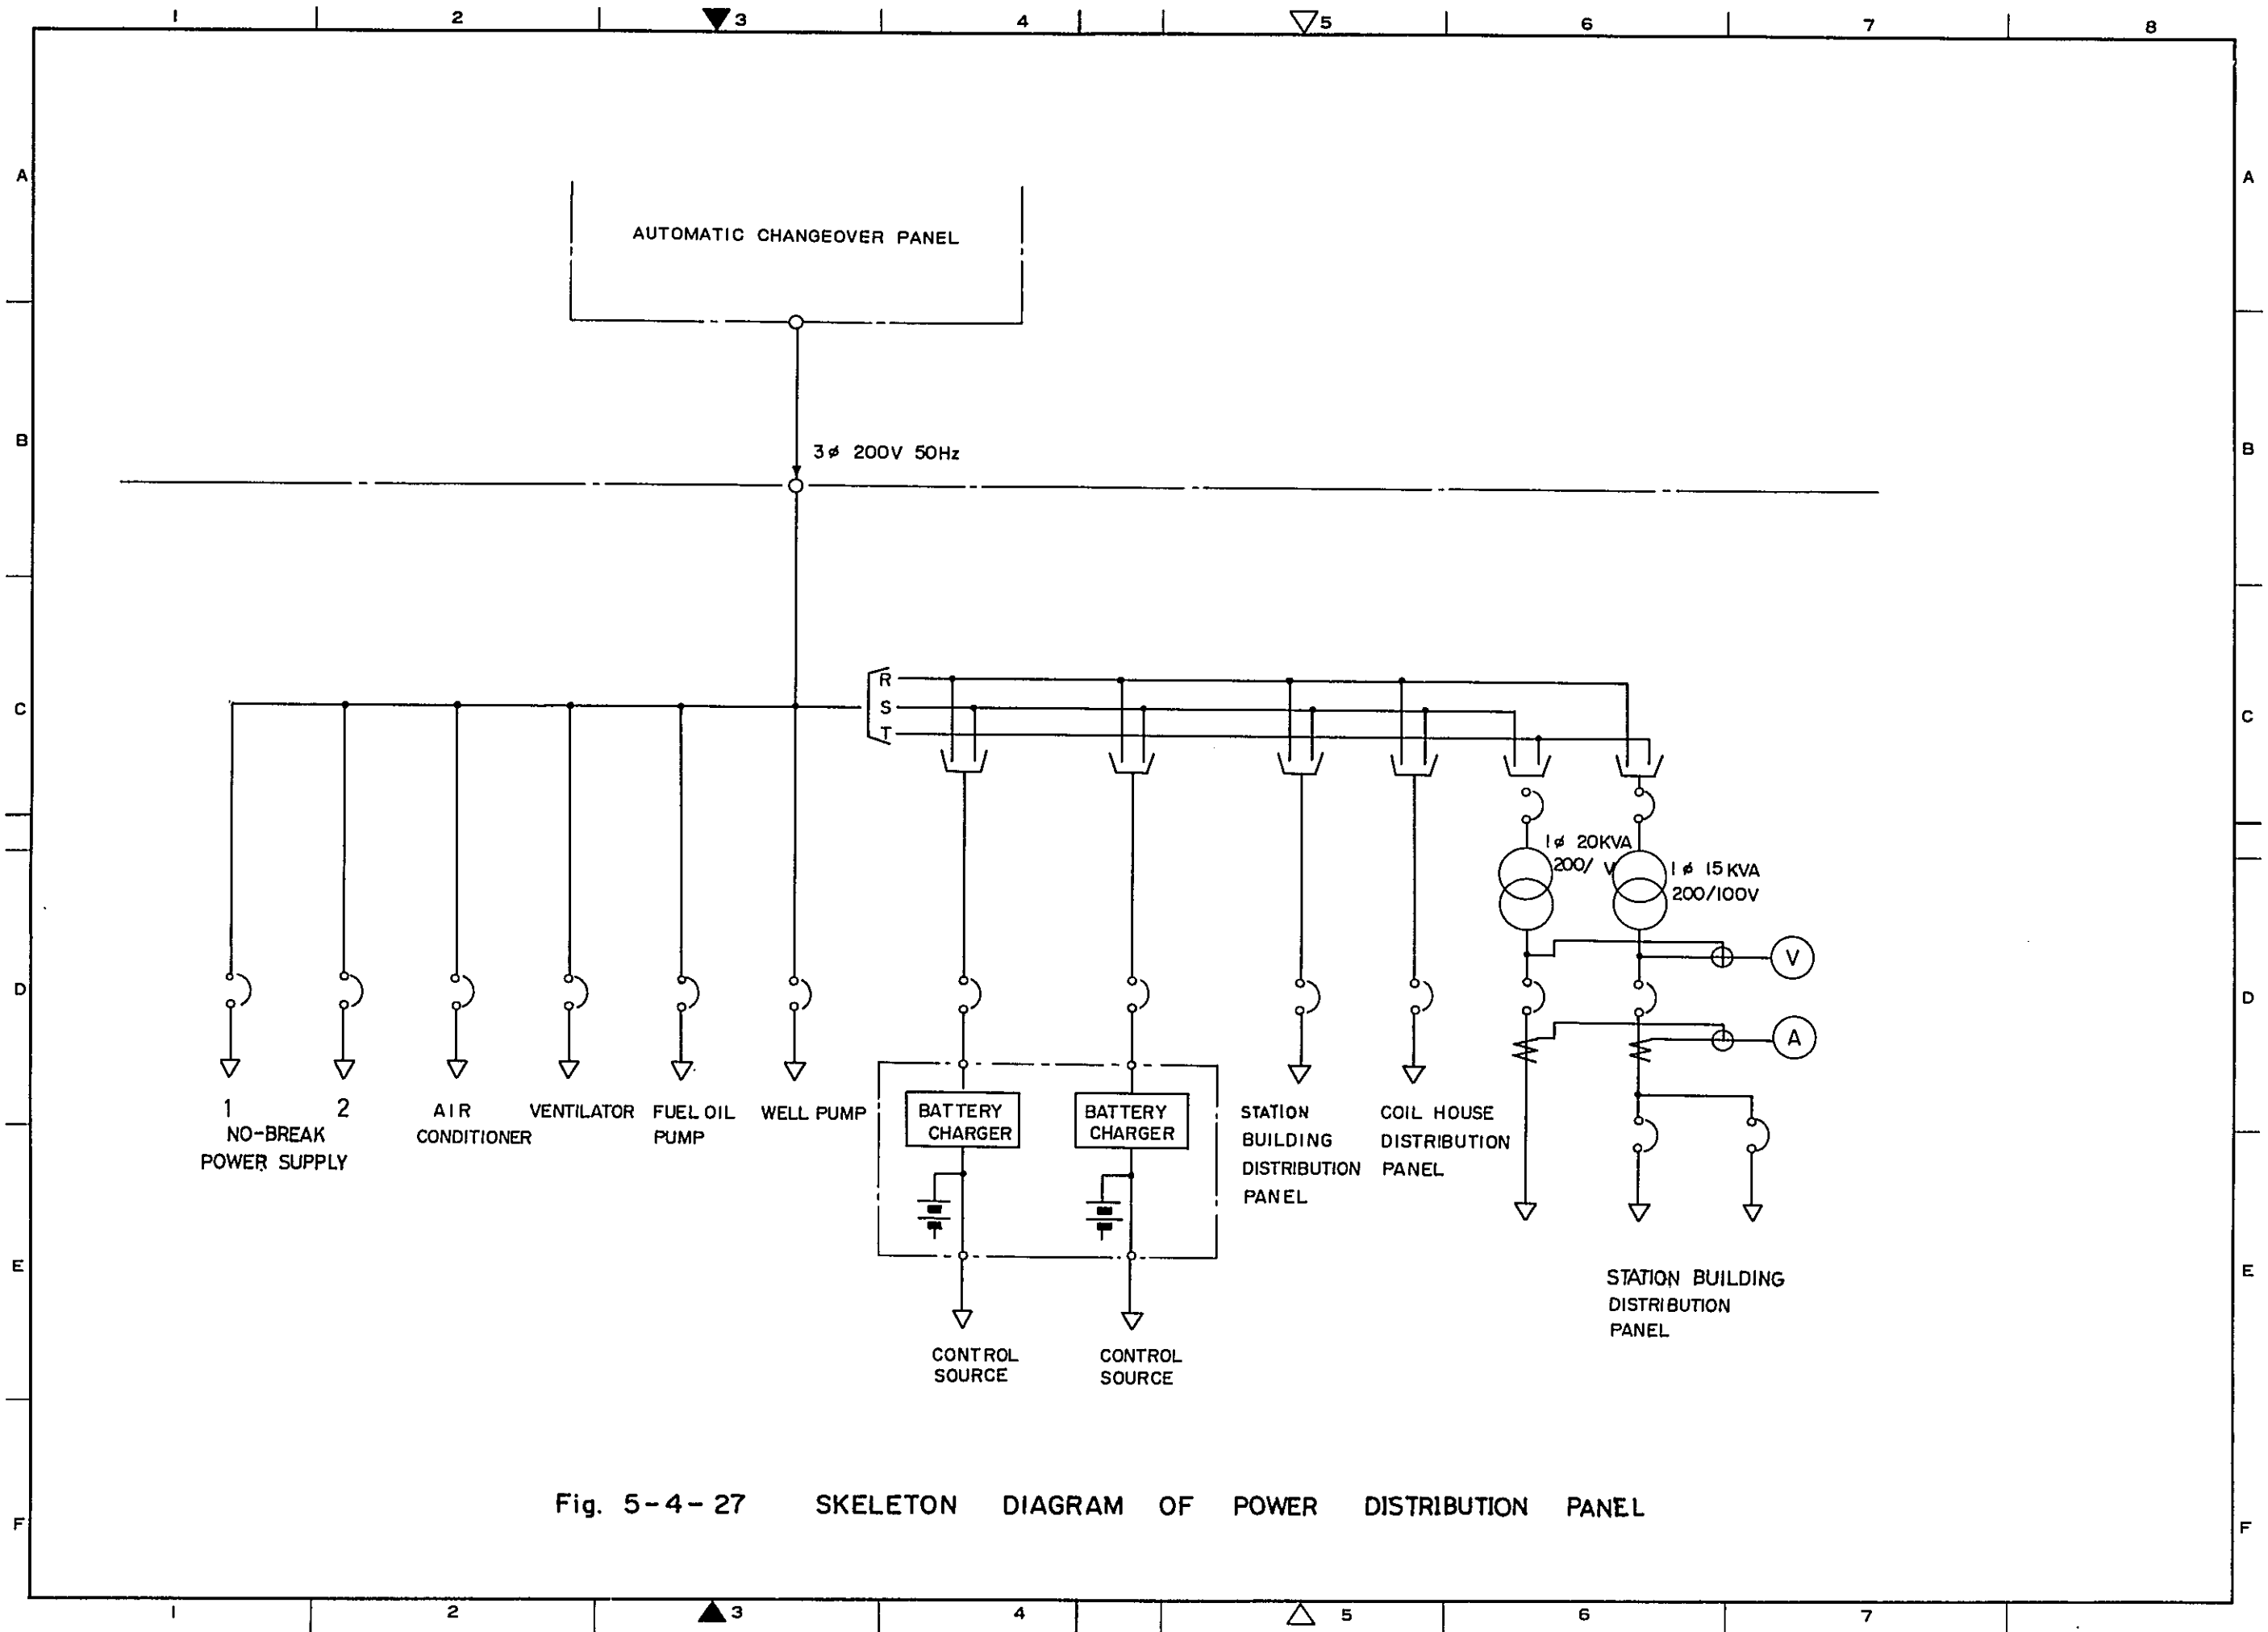 1 2 3 4 5 6 7 8
A A
AUTOMATIC CHANGEOVER PANEL
B B
3ø 200V 50Hz
C C
R
S
T
1ø 20KVA
200/ V
1ø 15KVA
200/100V
V
D D
A
1 2
NO-BREAK
POWER SUPPLY
AIR
CONDITIONER
VENTILATOR
FUEL OIL
PUMP
WELL PUMP
BATTERY
CHARGER
BATTERY
CHARGER
STATION
BUILDING
DISTRIBUTION
PANEL
COIL HOUSE
DISTRIBUTION
PANEL
E E
STATION BUILDING
DISTRIBUTION
PANEL
CONTROL
SOURCE
CONTROL
SOURCE
Fig. 5-4-27 SKELETON DIAGRAM OF POWER DISTRIBUTION PANEL
F F
1 2 3 4 5 6 7